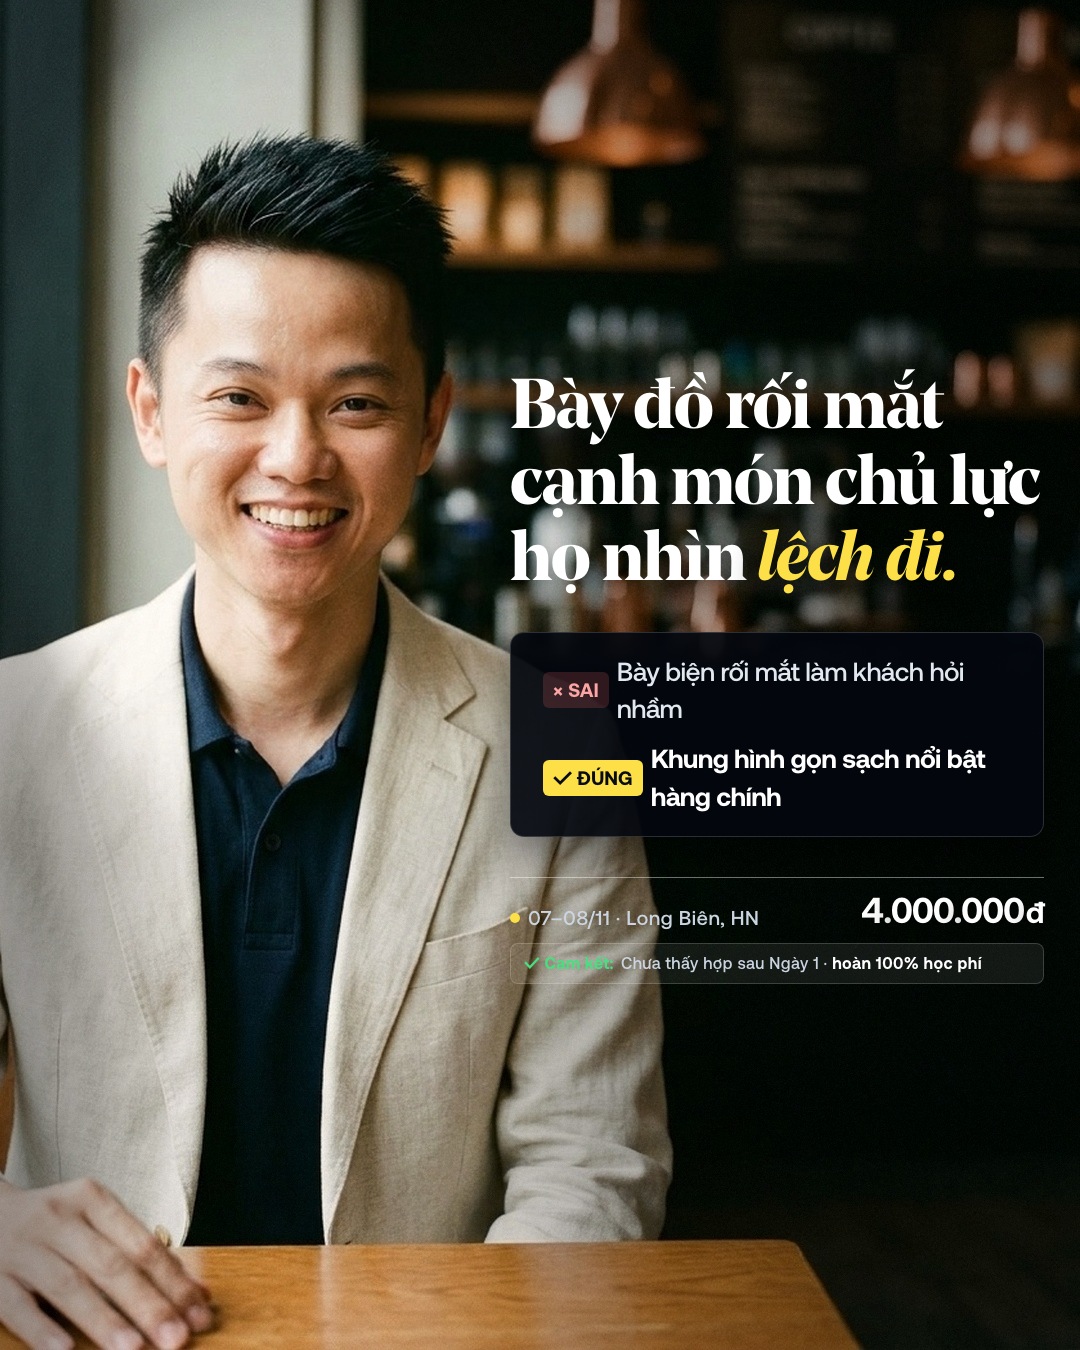 Bày đồ rối mắt
cạnh món chủ lực
họ nhìn lệch đi.
× SAI Bày biện rối mắt làm khách hỏi
nhầm
✓ ĐÚNG Khung hình gọn sạch nổi bật
hàng chính
07–08/11 · Long Biên, HN 4.000.000đ
✓ Cam kết: Chưa thấy hợp sau Ngày 1 · hoàn 100% học phí